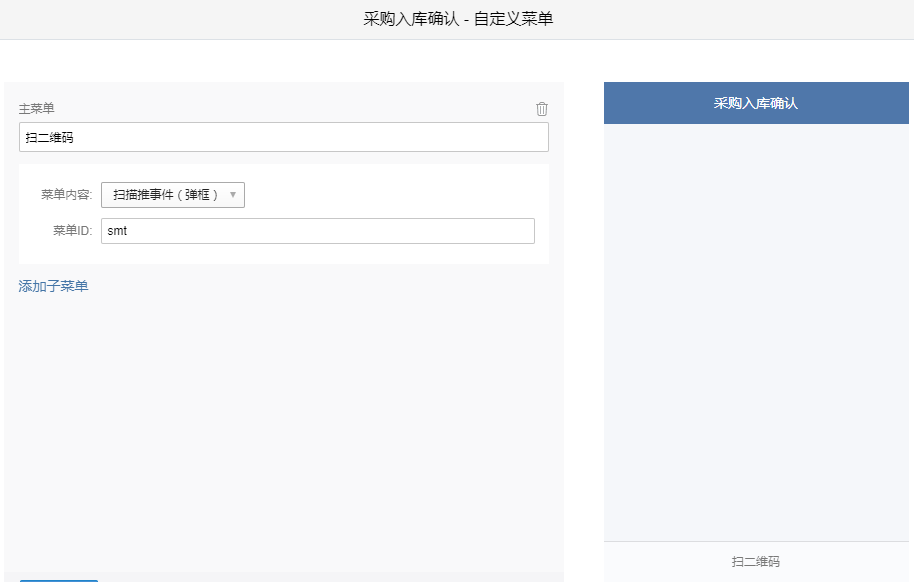 采购入库确认 - 自定义菜单
主菜单
扫二维码
菜单内容: 扫描推事件（弹框）
菜单ID: smt
添加子菜单
采购入库确认
扫二维码